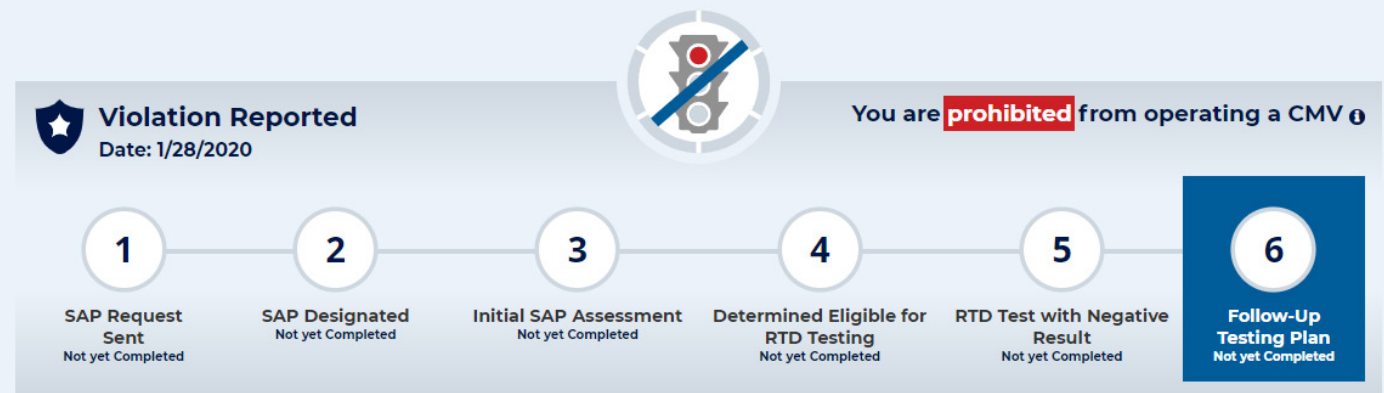 Violation Reported
Date: 1/28/2020
You are prohibited from operating a CMV i
1
SAP Request
Sent
Not yet Completed
2
SAP Designated
Not yet Completed
3
Initial SAP Assessment
Not yet Completed
4
Determined Eligible for
RTD Testing
Not yet Completed
5
RTD Test with Negative
Result
Not yet Completed
6
Follow-Up
Testing Plan
Not yet Completed